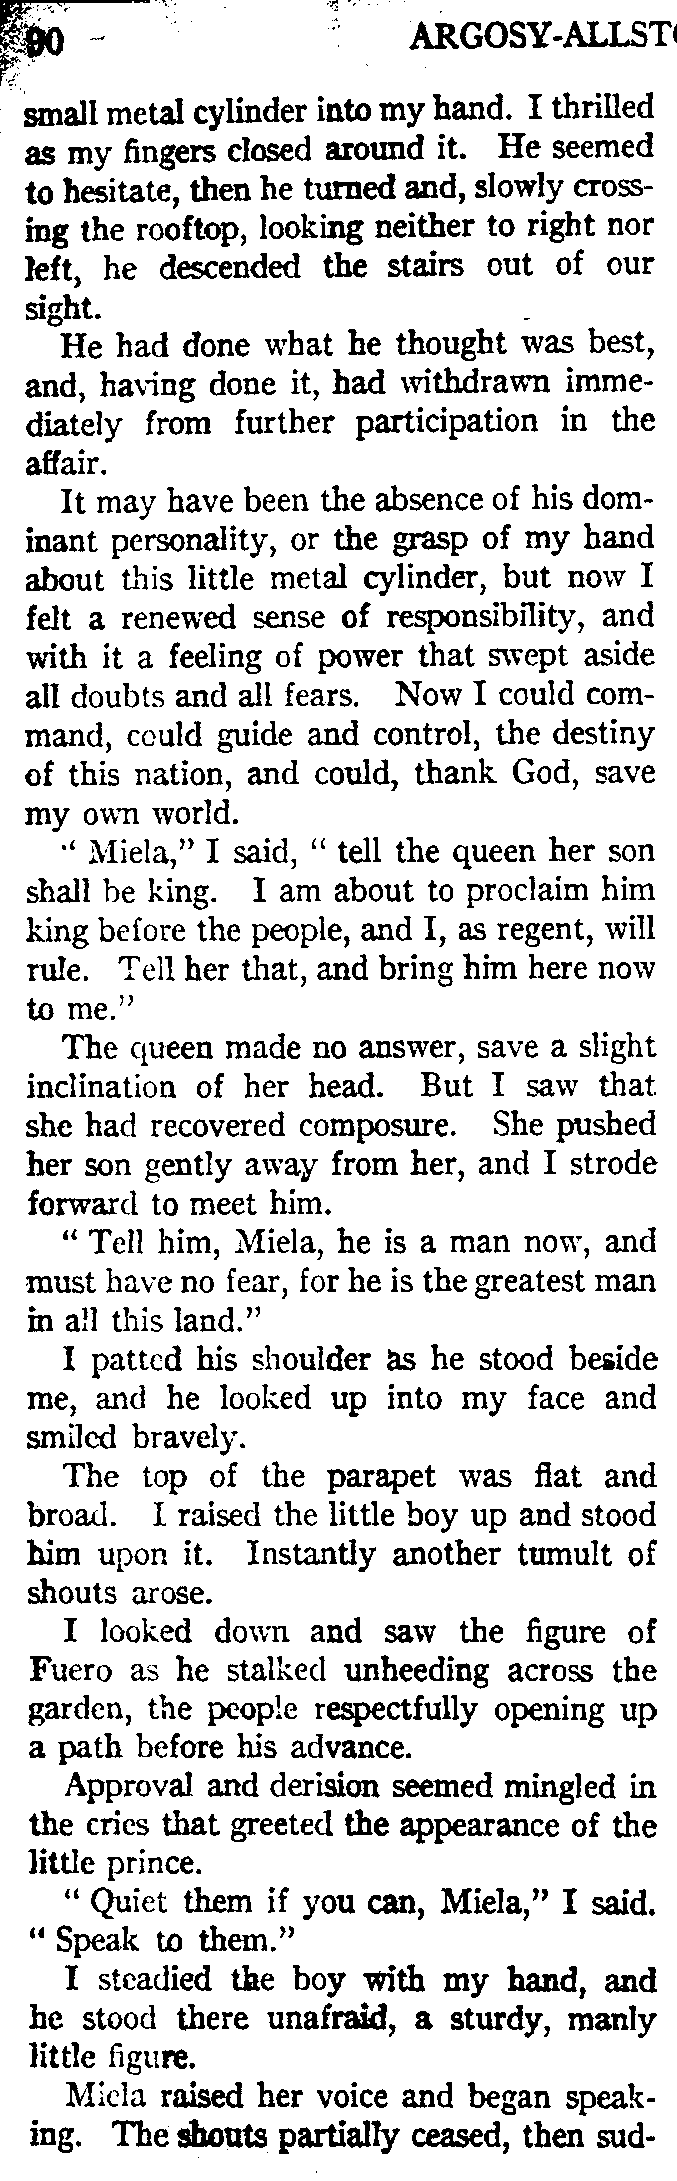 90 ARGOSY-ALLST
small metal cylinder into my hand. I thrilled
as my fingers closed around it. He seemed
to hesitate, then he turned and, slowly cross-
ing the rooftop, looking neither to right nor
left, he descended the stairs out of our
sight.
He had done what he thought was best,
and, having done it, had withdrawn imme-
diately from further participation in the
affair.
It may have been the absence of his dom-
inant personality, or the grasp of my hand
about this little metal cylinder, but now I
felt a renewed sense of responsibility, and
with it a feeling of power that swept aside
all doubts and all fears. Now I could com-
mand, could guide and control, the destiny
of this nation, and could, thank God, save
my own world.
" Miela," I said, " tell the queen her son
shall be king. I am about to proclaim him
king before the people, and I, as regent, will
rule. Tell her that, and bring him here now
to me."
The queen made no answer, save a slight
inclination of her head. But I saw that
she had recovered composure. She pushed
her son gently away from her, and I strode
forward to meet him.
" Tell him, Miela, he is a man now, and
must have no fear, for he is the greatest man
in all this land."
I patted his shoulder as he stood beside
me, and he looked up into my face and
smiled bravely.
The top of the parapet was flat and
broad. I raised the little boy up and stood
him upon it. Instantly another tumult of
shouts arose.
I looked down and saw the figure of
Fuero as he stalked unheeding across the
garden, the people respectfully opening up
a path before his advance.
Approval and derision seemed mingled in
the cries that greeted the appearance of the
little prince.
" Quiet them if you can, Miela," I said.
" Speak to them."
I steadied the boy with my hand, and
he stood there unafraid, a sturdy, manly
little figure.
Miela raised her voice and began speak-
ing. The shouts partially ceased, then sud-